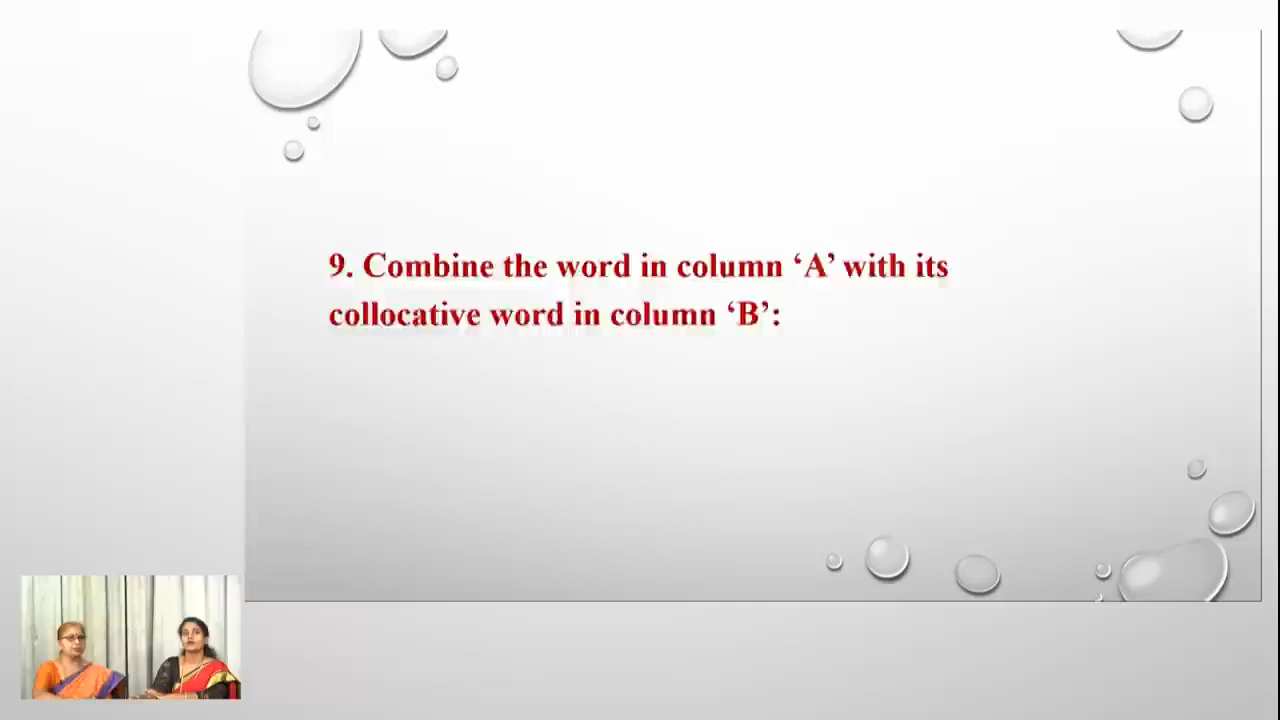 9. Combine the word in column ‘A’ with its
collocative word in column ‘B’: